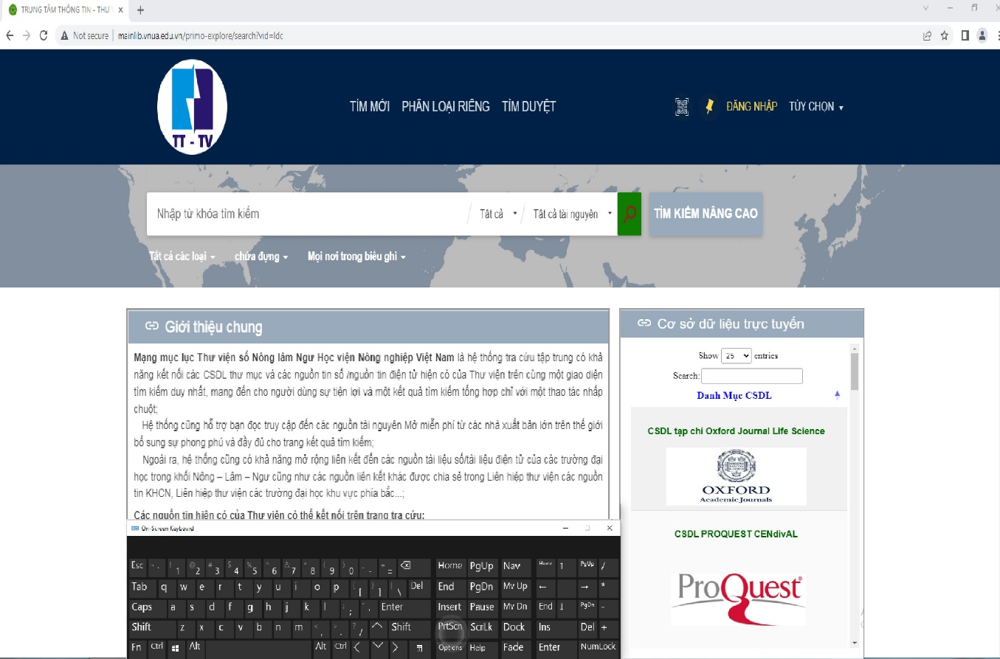 TRUNG TÂM THÔNG TIN - THƯ V
Not secure | mainlib.vnua.edu.vn/primo-explore/search?vid=ldc
TT - TV
TÌM MỚI PHÂN LOẠI RIÊNG TÌM DUYỆT
ĐĂNG NHẬP TÙY CHỌN
Nhập từ khóa tìm kiếm Tất cả Tất cả tài nguyên TÌM KIẾM NÂNG CAO
Tất cả các loại chứa đựng Mọi nơi trong biểu ghi
Giới thiệu chung
Mạng mục lục Thư viện số Nông lâm Ngư Học viện Nông nghiệp Việt Nam là hệ thống tra cứu tập trung có khả
năng kết nối các CSDL thư mục và các nguồn tin số /nguồn tin điện tử hiện có của Thư viện trên cùng một giao diện
tìm kiếm duy nhất, mang đến cho người dùng sự tiện lợi và một kết quả tìm kiếm tổng hợp chỉ với một thao tác nhấp
chuột;
Hệ thống cũng hỗ trợ bạn đọc truy cập đến các nguồn tài nguyên Mở miễn phí từ các nhà xuất bản lớn trên thế giới
bổ sung sự phong phú và đầy đủ cho trang kết quả tìm kiếm;
Ngoài ra, hệ thống cũng có khả năng mở rộng liên kết đến các nguồn tài liệu số/tài liệu điện tử của các trường đại
học trong khối Nông – Lâm – Ngư cũng như các nguồn liên kết khác được chia sẻ trong Liên hiệp thư viện các nguồn
tin KHCN, Liên hiệp thư viện các trường đại học khu vực phía bắc...;
Các nguồn tin hiện có của Thư viện có thể kết nối trên trang tra cứu:
Cơ sở dữ liệu trực tuyến
Show 25 entries
Search:
Danh Mục CSDL
CSDL tạp chí Oxford Journal Life Science
OXFORD
Academic Journals
CSDL PROQUEST CENdivAL
ProQuest
On-Screen Keyboard
Esc ~ ` ! 1 @ 2 # 3 $ 4 % 5 ^ 6 & 7 * 8 ( 9 ) 0 _ - + = Home PgUp Nav Home ↑ PgUp /
Tab q w e r t y u i o p { [ } ] | \ Del End PgDn Mv Up ← → *
Caps a s d f g h j k l : ; " ' Enter Insert Pause Mv Dn End ↓ PgDn -
Shift z x c v b n m < , > . ? / Shift PrtScn ScrLk Dock Ins Del +
Fn Ctrl Alt Alt Ctrl Options Help Fade Enter NumLock